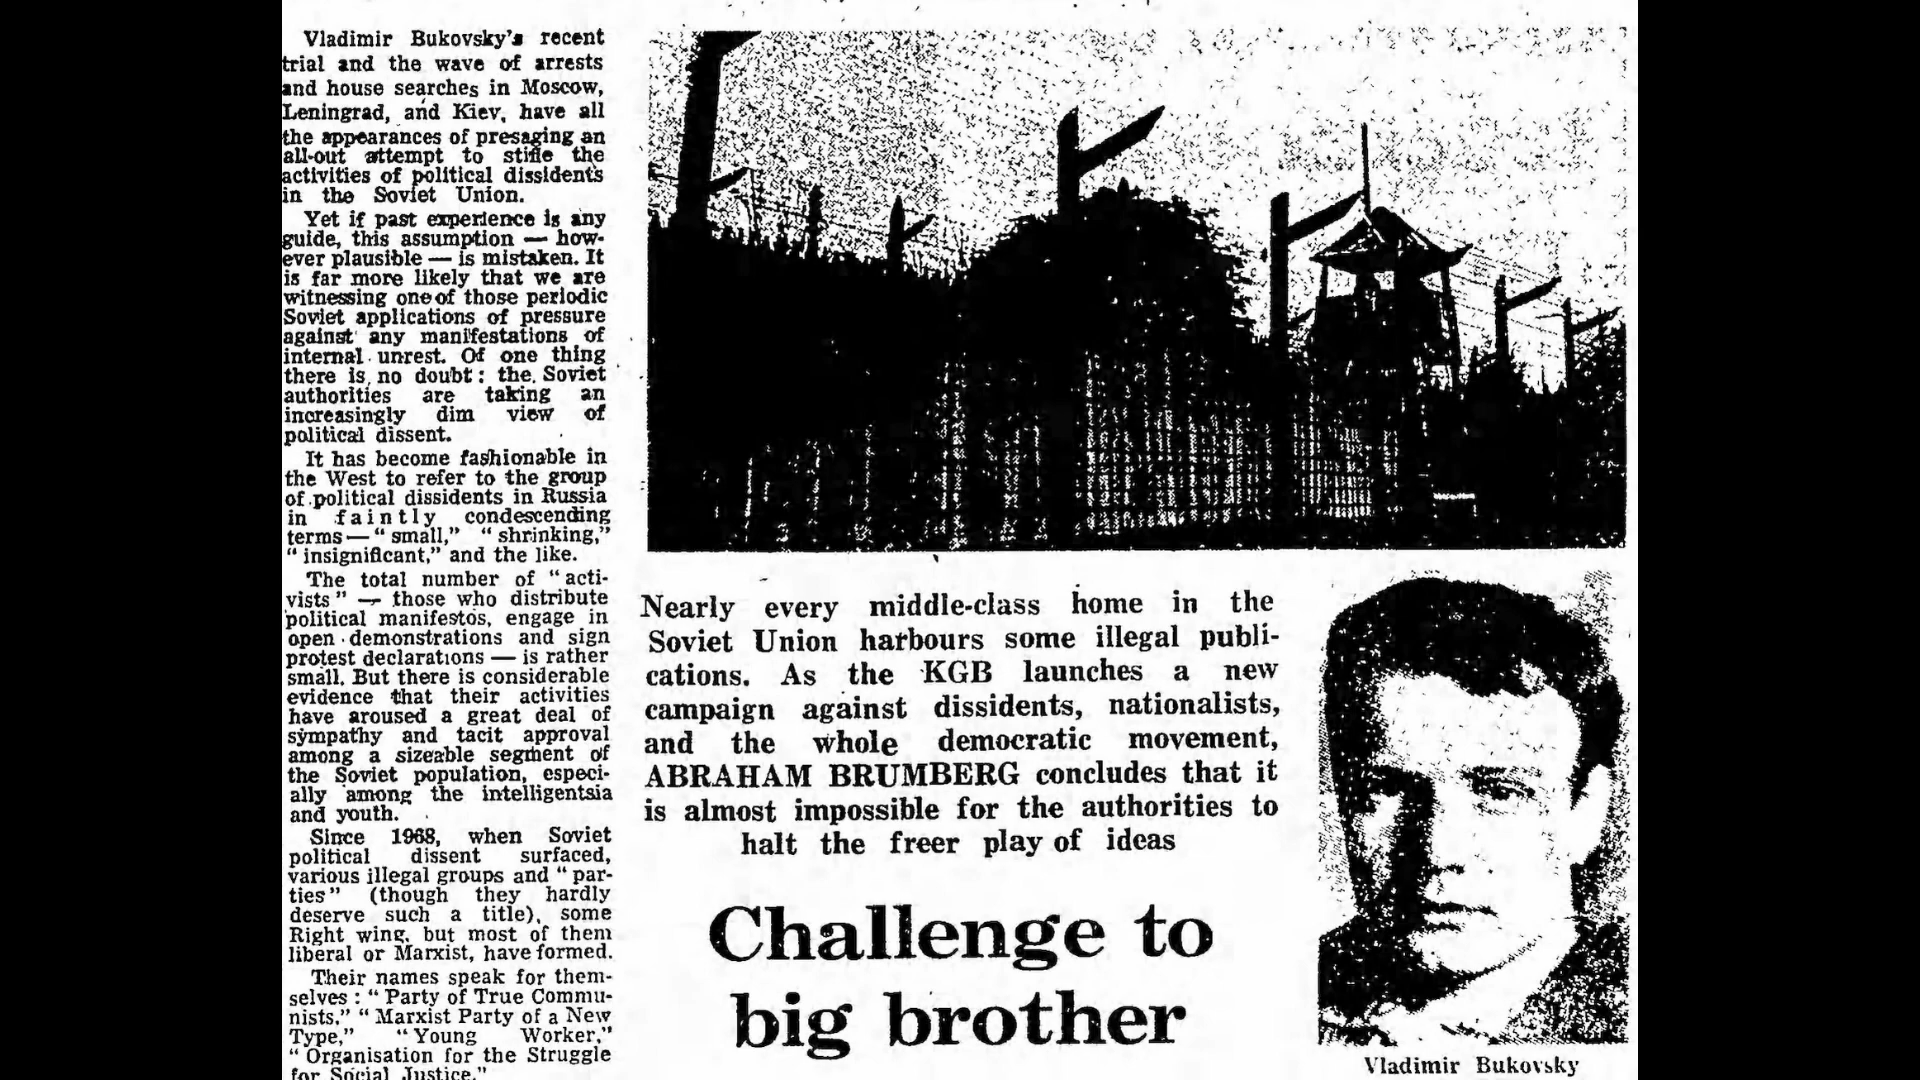 Vladimir Bukovsky's recent
trial and the wave of arrests
and house searches in Moscow,
Leningrad, and Kiev, have all
the appearances of presaging an
all-out attempt to stifle the
activities of political dissidents
in the Soviet Union.
Yet if past experience is any
guide, this assumption — how-
ever plausible — is mistaken. It
is far more likely that we are
witnessing one of those periodic
Soviet applications of pressure
against any manifestations of
internal unrest. Of one thing
there is no doubt : the Soviet
authorities are taking an
increasingly dim view of
political dissent.
It has become fashionable in
the West to refer to the group
of political dissidents in Russia
in faintly condescending
terms — " small," " shrinking,"
" insignificant," and the like.
The total number of " acti-
vists " — those who distribute
political manifestos, engage in
open demonstrations and sign
protest declarations — is rather
small. But there is considerable
evidence that their activities
have aroused a great deal of
sympathy and tacit approval
among a sizeable segment of
the Soviet population, especi-
ally among the intelligentsia
and youth.
Since 1968, when Soviet
political dissent surfaced,
various illegal groups and " par-
ties " (though they hardly
deserve such a title), some
Right wing, but most of them
liberal or Marxist, have formed.
Their names speak for them-
selves : " Party of True Commu-
nists," " Marxist Party of a New
Type," " Young Worker,"
" Organisation for the Struggle
for Social Justice."
Nearly every middle-class home in the
Soviet Union harbours some illegal publi-
cations. As the KGB launches a new
campaign against dissidents, nationalists,
and the whole democratic movement,
ABRAHAM BRUMBERG concludes that it
is almost impossible for the authorities to
halt the freer play of ideas
Challenge to
big brother
Vladimir Bukovsky